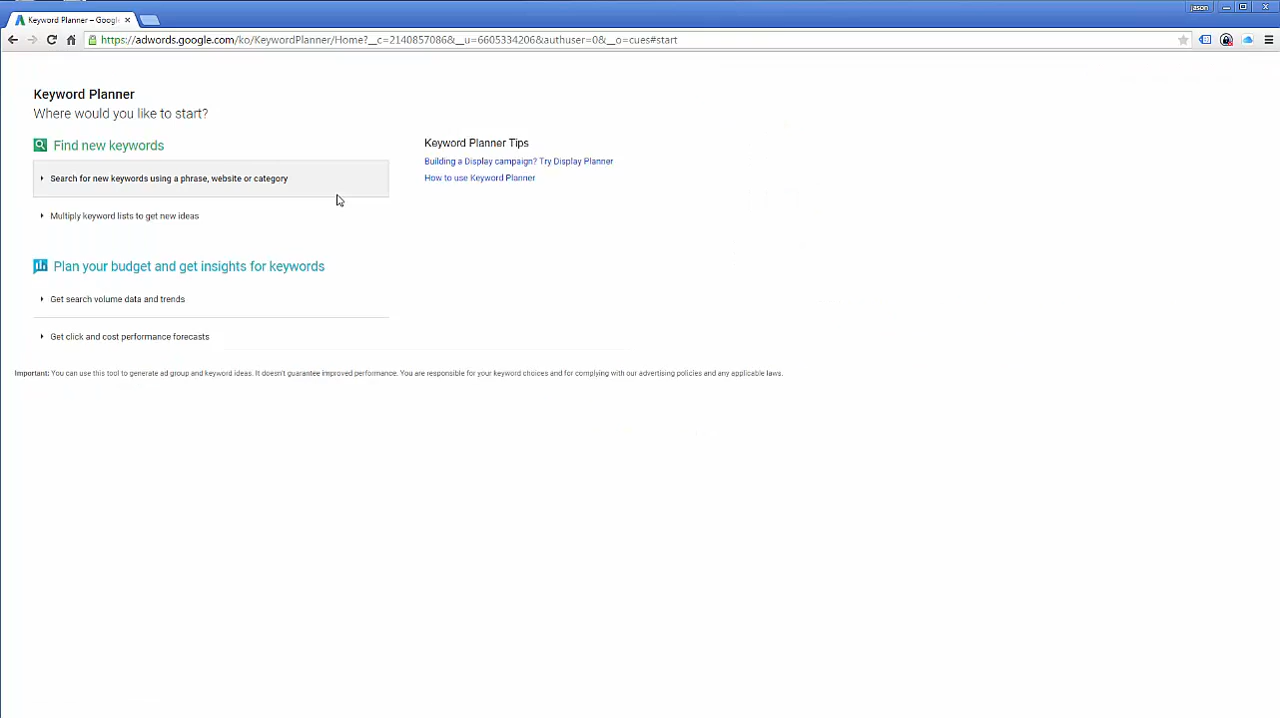 jason
Keyword Planner – Googl
https://adwords.google.com/ko/KeywordPlanner/Home?__c=2140857086&__u=6605334206&authuser=0&__o=cues#start
Keyword Planner
Where would you like to start?
Find new keywords
Search for new keywords using a phrase, website or category
Multiply keyword lists to get new ideas
Plan your budget and get insights for keywords
Get search volume data and trends
Get click and cost performance forecasts
Keyword Planner Tips
Building a Display campaign? Try Display Planner
How to use Keyword Planner
Important: You can use this tool to generate ad group and keyword ideas. It doesn't guarantee improved performance. You are responsible for your keyword choices and for complying with our advertising policies and any applicable laws.